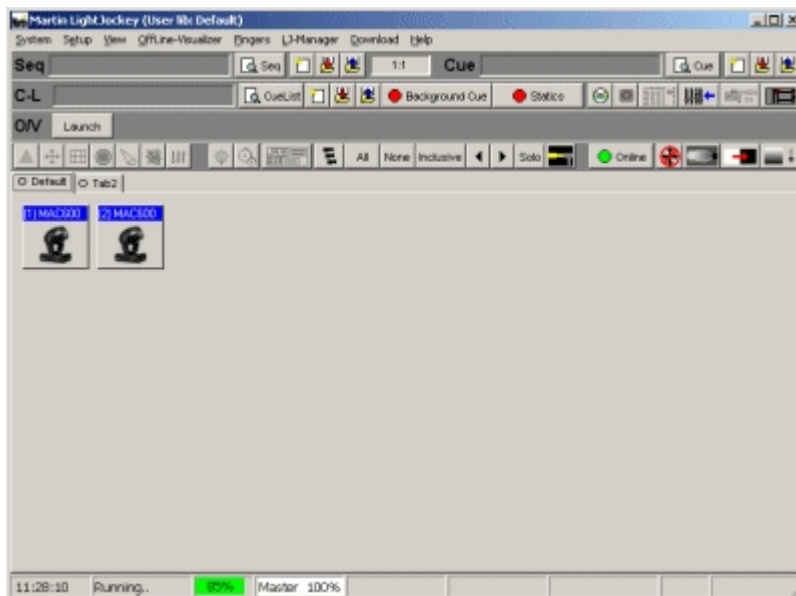 Martin LightJockey (User lib: Default)
System Setup View OffLine-Visualizer Fingers LJ-Manager Download Help
Seq Seq 1:1 Cue Cue
C-L CueList Background Cue Statics
O/V Launch
All None Inclusive Solo Online
Default Tab2
[1] MAC600 [2] MAC600
11:28:10 Running.. 85% Master 100%